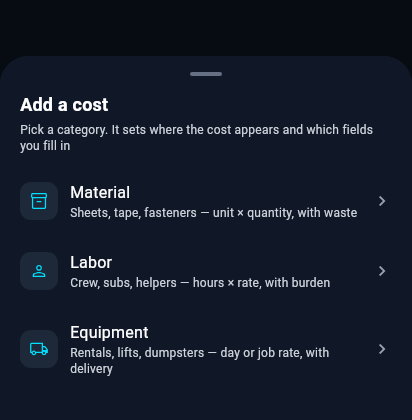 Add a cost
Pick a category. It sets where the cost appears and which fields
you fill in
Material
Sheets, tape, fasteners — unit × quantity, with waste
Labor
Crew, subs, helpers — hours × rate, with burden
Equipment
Rentals, lifts, dumpsters — day or job rate, with
delivery